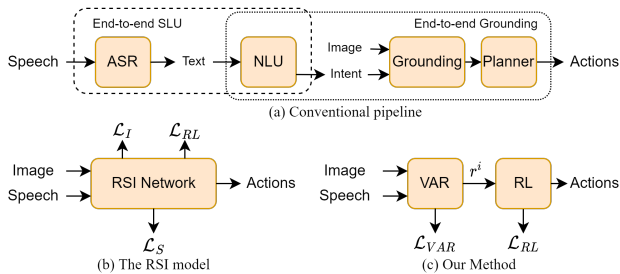 End-to-end SLU
End-to-end Grounding
Speech
ASR
Text
NLU
Image
Intent
Grounding
Planner
Actions
(a) Conventional pipeline
ℒ_I
ℒ_RL
Image
Speech
RSI Network
Actions
ℒ_S
(b) The RSI model
Image
Speech
VAR
r^i
RL
Actions
ℒ_VAR
ℒ_RL
(c) Our Method